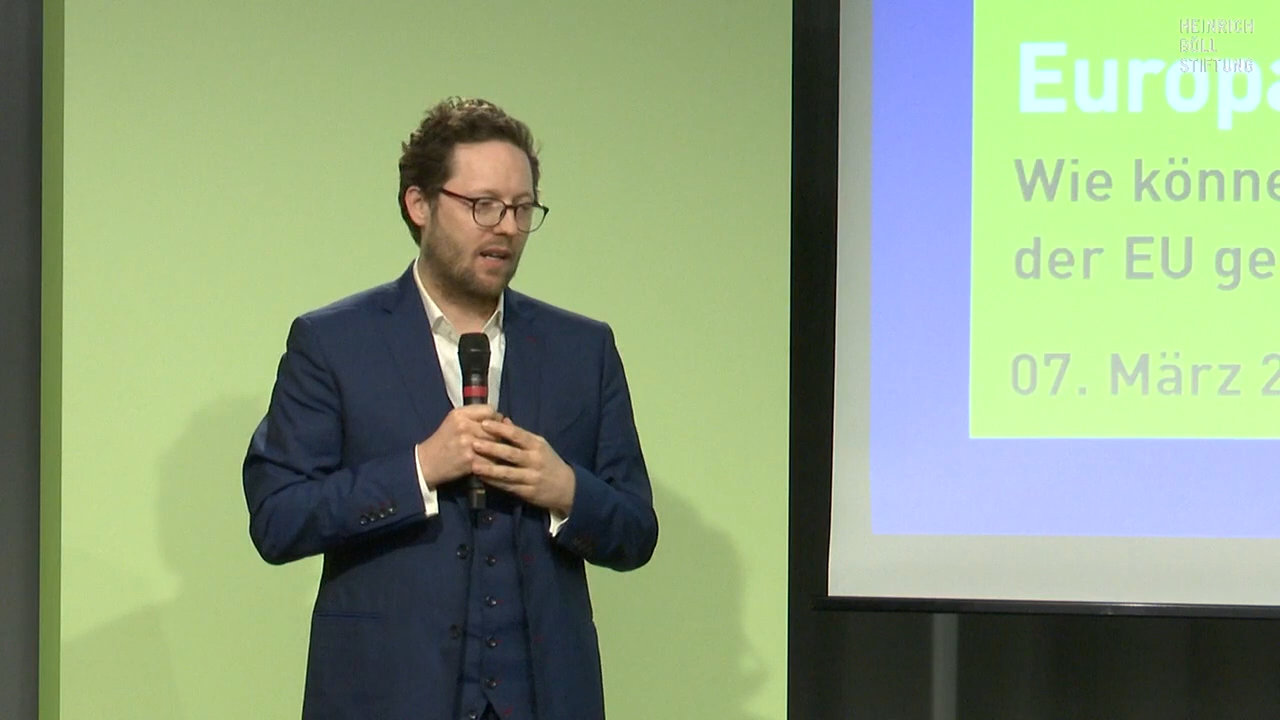 HEINRICH
BÖLL
STIFTUNG
Europa
Wie könne
der EU ge
07. März 2